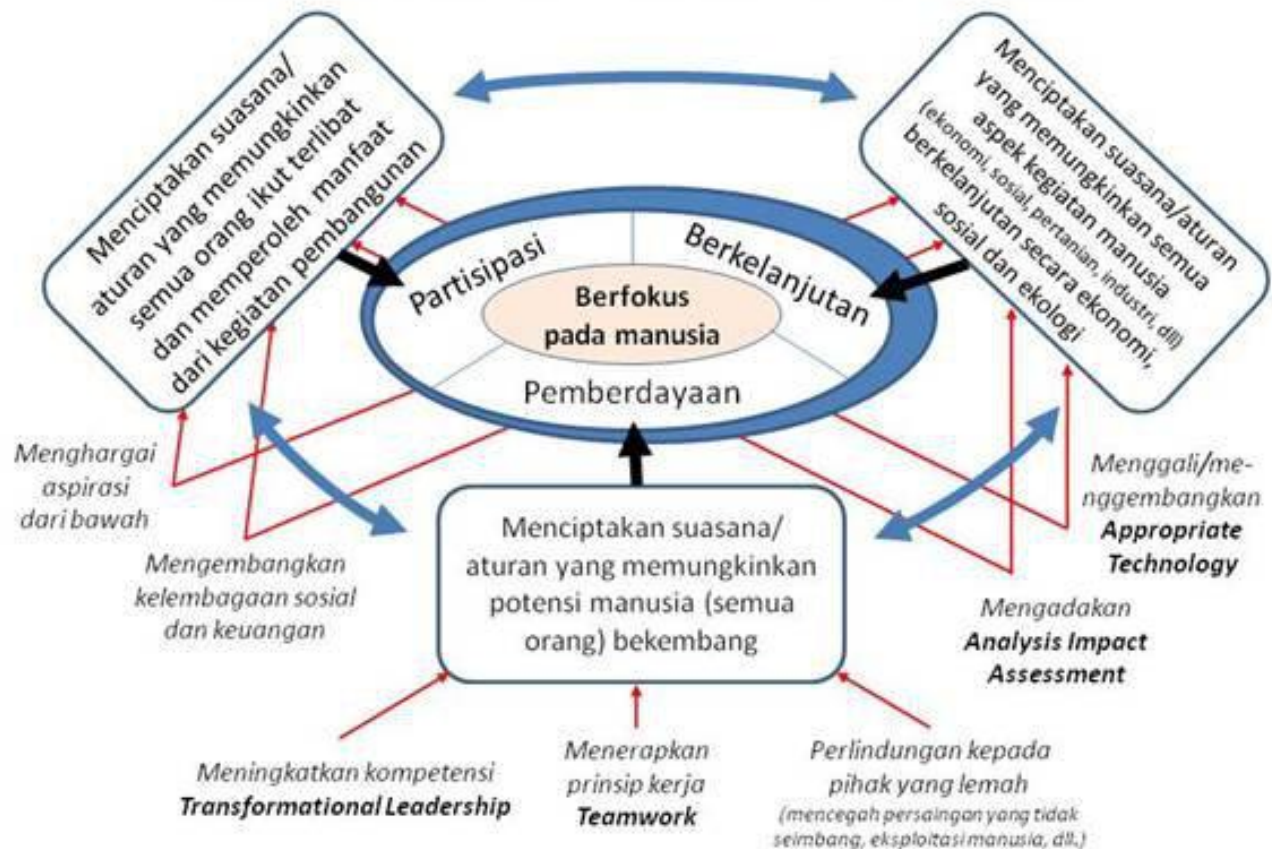 Menciptakan suasana/
aturan yang memungkinkan
semua orang ikut terlibat
dan memperoleh manfaat
dari kegiatan pembangunan
Menciptakan suasana/aturan
yang memungkinkan semua
aspek kegiatan manusia
(ekonomi, sosial, pertanian, industri, dll)
berkelanjutan secara ekonomi,
sosial dan ekologi
Partisipasi
Berkelanjutan
Berfokus
pada manusia
Pemberdayaan
Menghargai
aspirasi
dari bawah
Mengembangkan
kelembagaan sosial
dan keuangan
Menciptakan suasana/
aturan yang memungkinkan
potensi manusia (semua
orang) bekembang
Menggali/me-
nggembangkan
Appropriate
Technology
Mengadakan
Analysis Impact
Assessment
Meningkatkan kompetensi
Transformational Leadership
Menerapkan
prinsip kerja
Teamwork
Perlindungan kepada
pihak yang lemah
(mencegah persaingan yang tidak
seimbang, eksploitasi manusia, dll.)